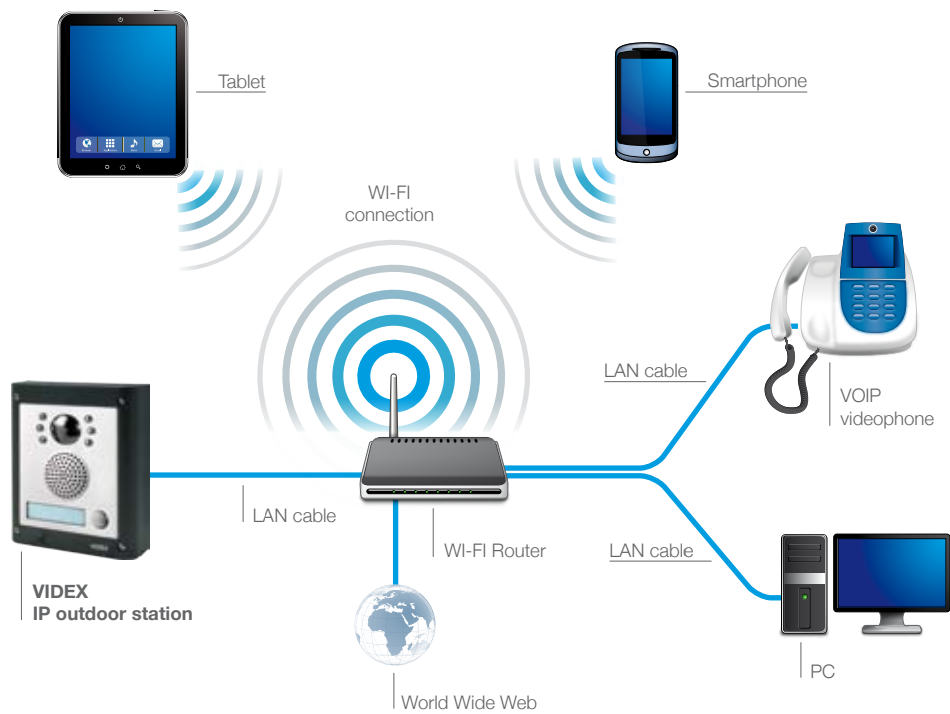 Tablet
Smartphone
WI-FI
connection
LAN cable
VOIP
videophone
LAN cable
WI-FI Router
LAN cable
VIDEX
IP outdoor station
PC
World Wide Web